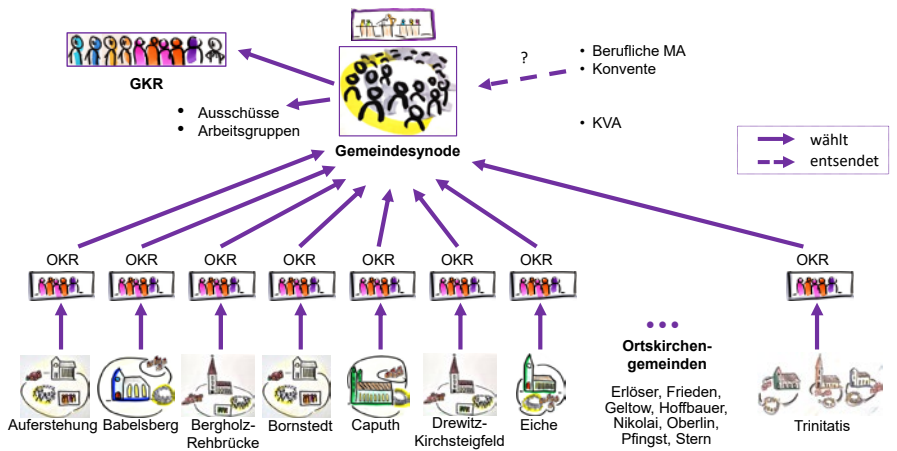 GKR
• Ausschüsse
• Arbeitsgruppen
Gemeindesynode
?
• Berufliche MA
• Konvente
• KVA
wählt
entsendet
OKR
OKR
OKR
OKR
OKR
OKR
OKR
OKR
Auferstehung
Babelsberg
Bergholz-
Rehbrücke
Bornstedt
Caputh
Drewitz-
Kirchsteigfeld
Eiche
•••
Ortskirchen-
gemeinden
Erlöser, Frieden,
Geltow, Hoffbauer,
Nikolai, Oberlin,
Pfingst, Stern
Trinitatis